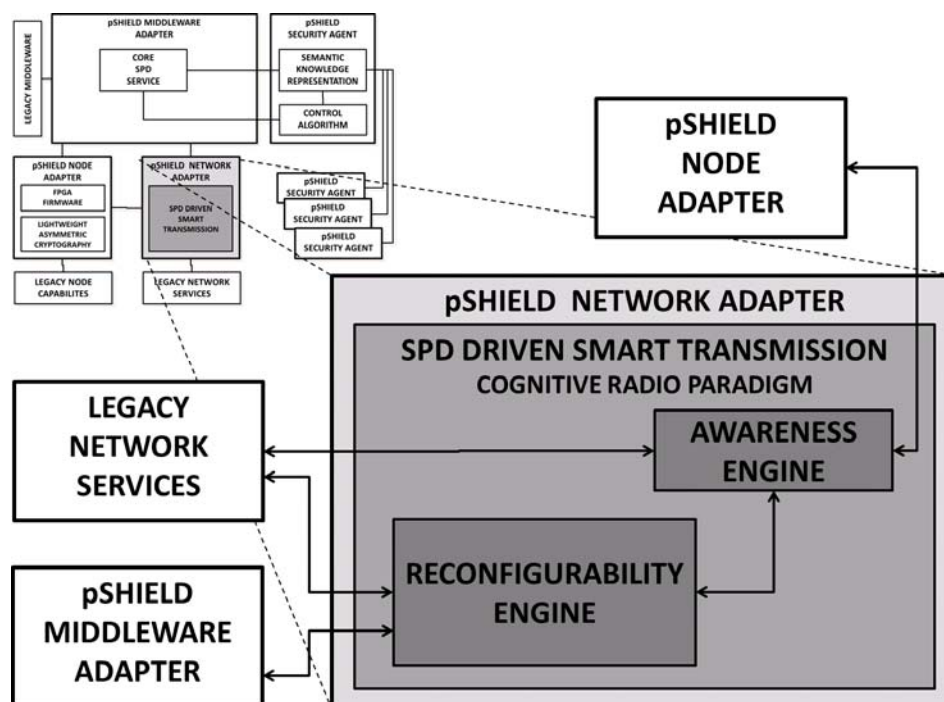 pSHIELD MIDDLEWARE
ADAPTER
CORE
SPD
SERVICE
LEGACY MIDDLEWARE
pSHIELD
SECURITY AGENT
SEMANTIC
KNOWLEDGE
REPRESENTATION
CONTROL
ALGORITHM
pSHIELD NODE
ADAPTER
FPGA
FIRMWARE
LIGHTWEIGHT
ASYMMETRIC
CRYPTOGRAPHY
pSHIELD NETWORK
ADAPTER
SPD DRIVEN
SMART
TRANSMISSION
pSHIELD
SECURITY AGENT
pSHIELD
SECURITY AGENT
pSHIELD
SECURITY AGENT
LEGACY NODE
CAPABILITES
LEGACY NETWORK
SERVICES
pSHIELD
NODE
ADAPTER
pSHIELD NETWORK ADAPTER
SPD DRIVEN SMART TRANSMISSION
COGNITIVE RADIO PARADIGM
AWARENESS
ENGINE
LEGACY
NETWORK
SERVICES
RECONFIGURABILITY
ENGINE
pSHIELD
MIDDLEWARE
ADAPTER